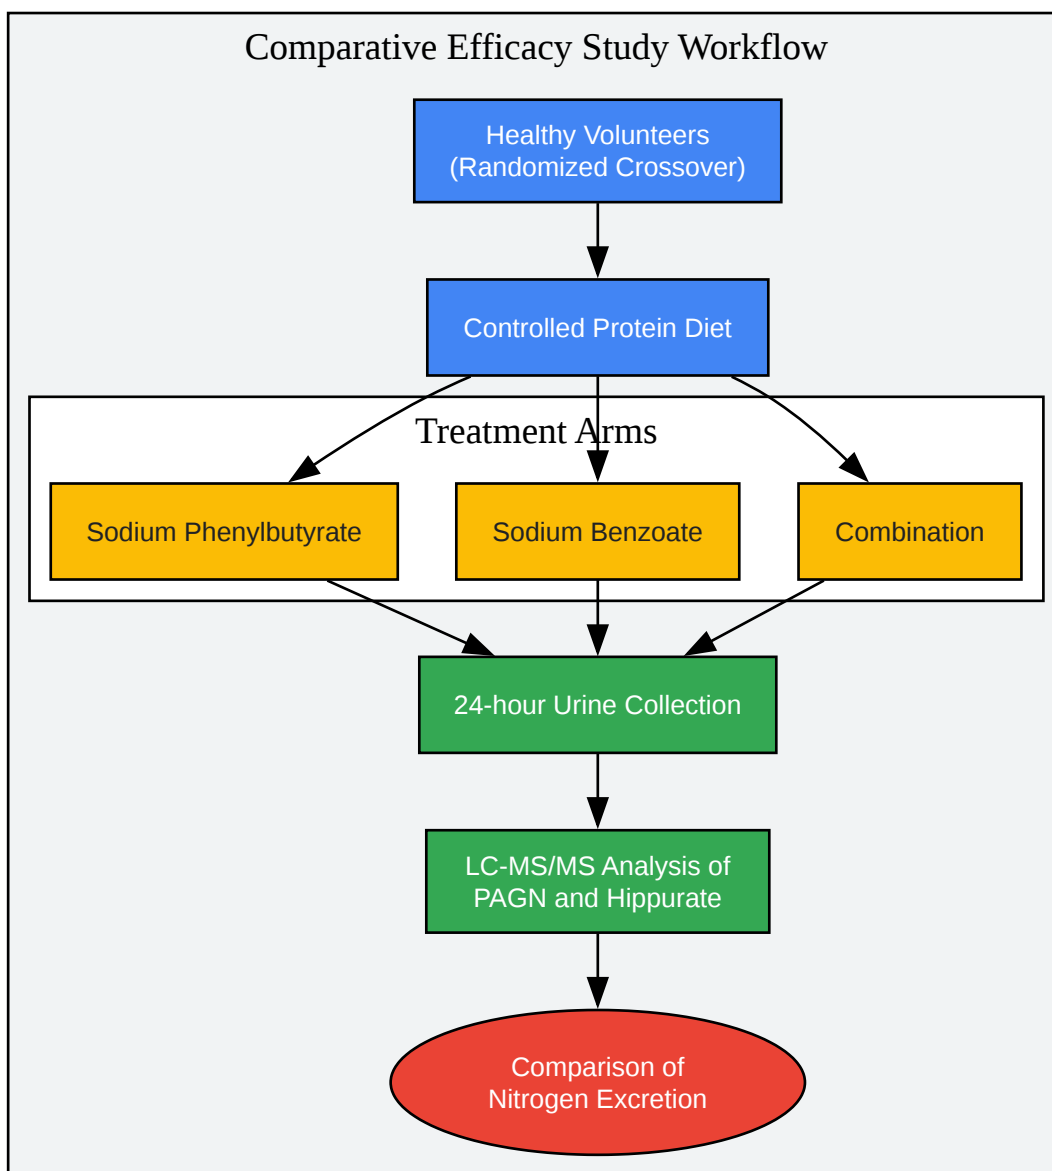 Comparative Efficacy Study Workflow
Healthy Volunteers
(Randomized Crossover)
Controlled Protein Diet
Treatment Arms
Sodium Phenylbutyrate
Sodium Benzoate
Combination
24-hour Urine Collection
LC-MS/MS Analysis of
PAGN and Hippurate
Comparison of
Nitrogen Excretion